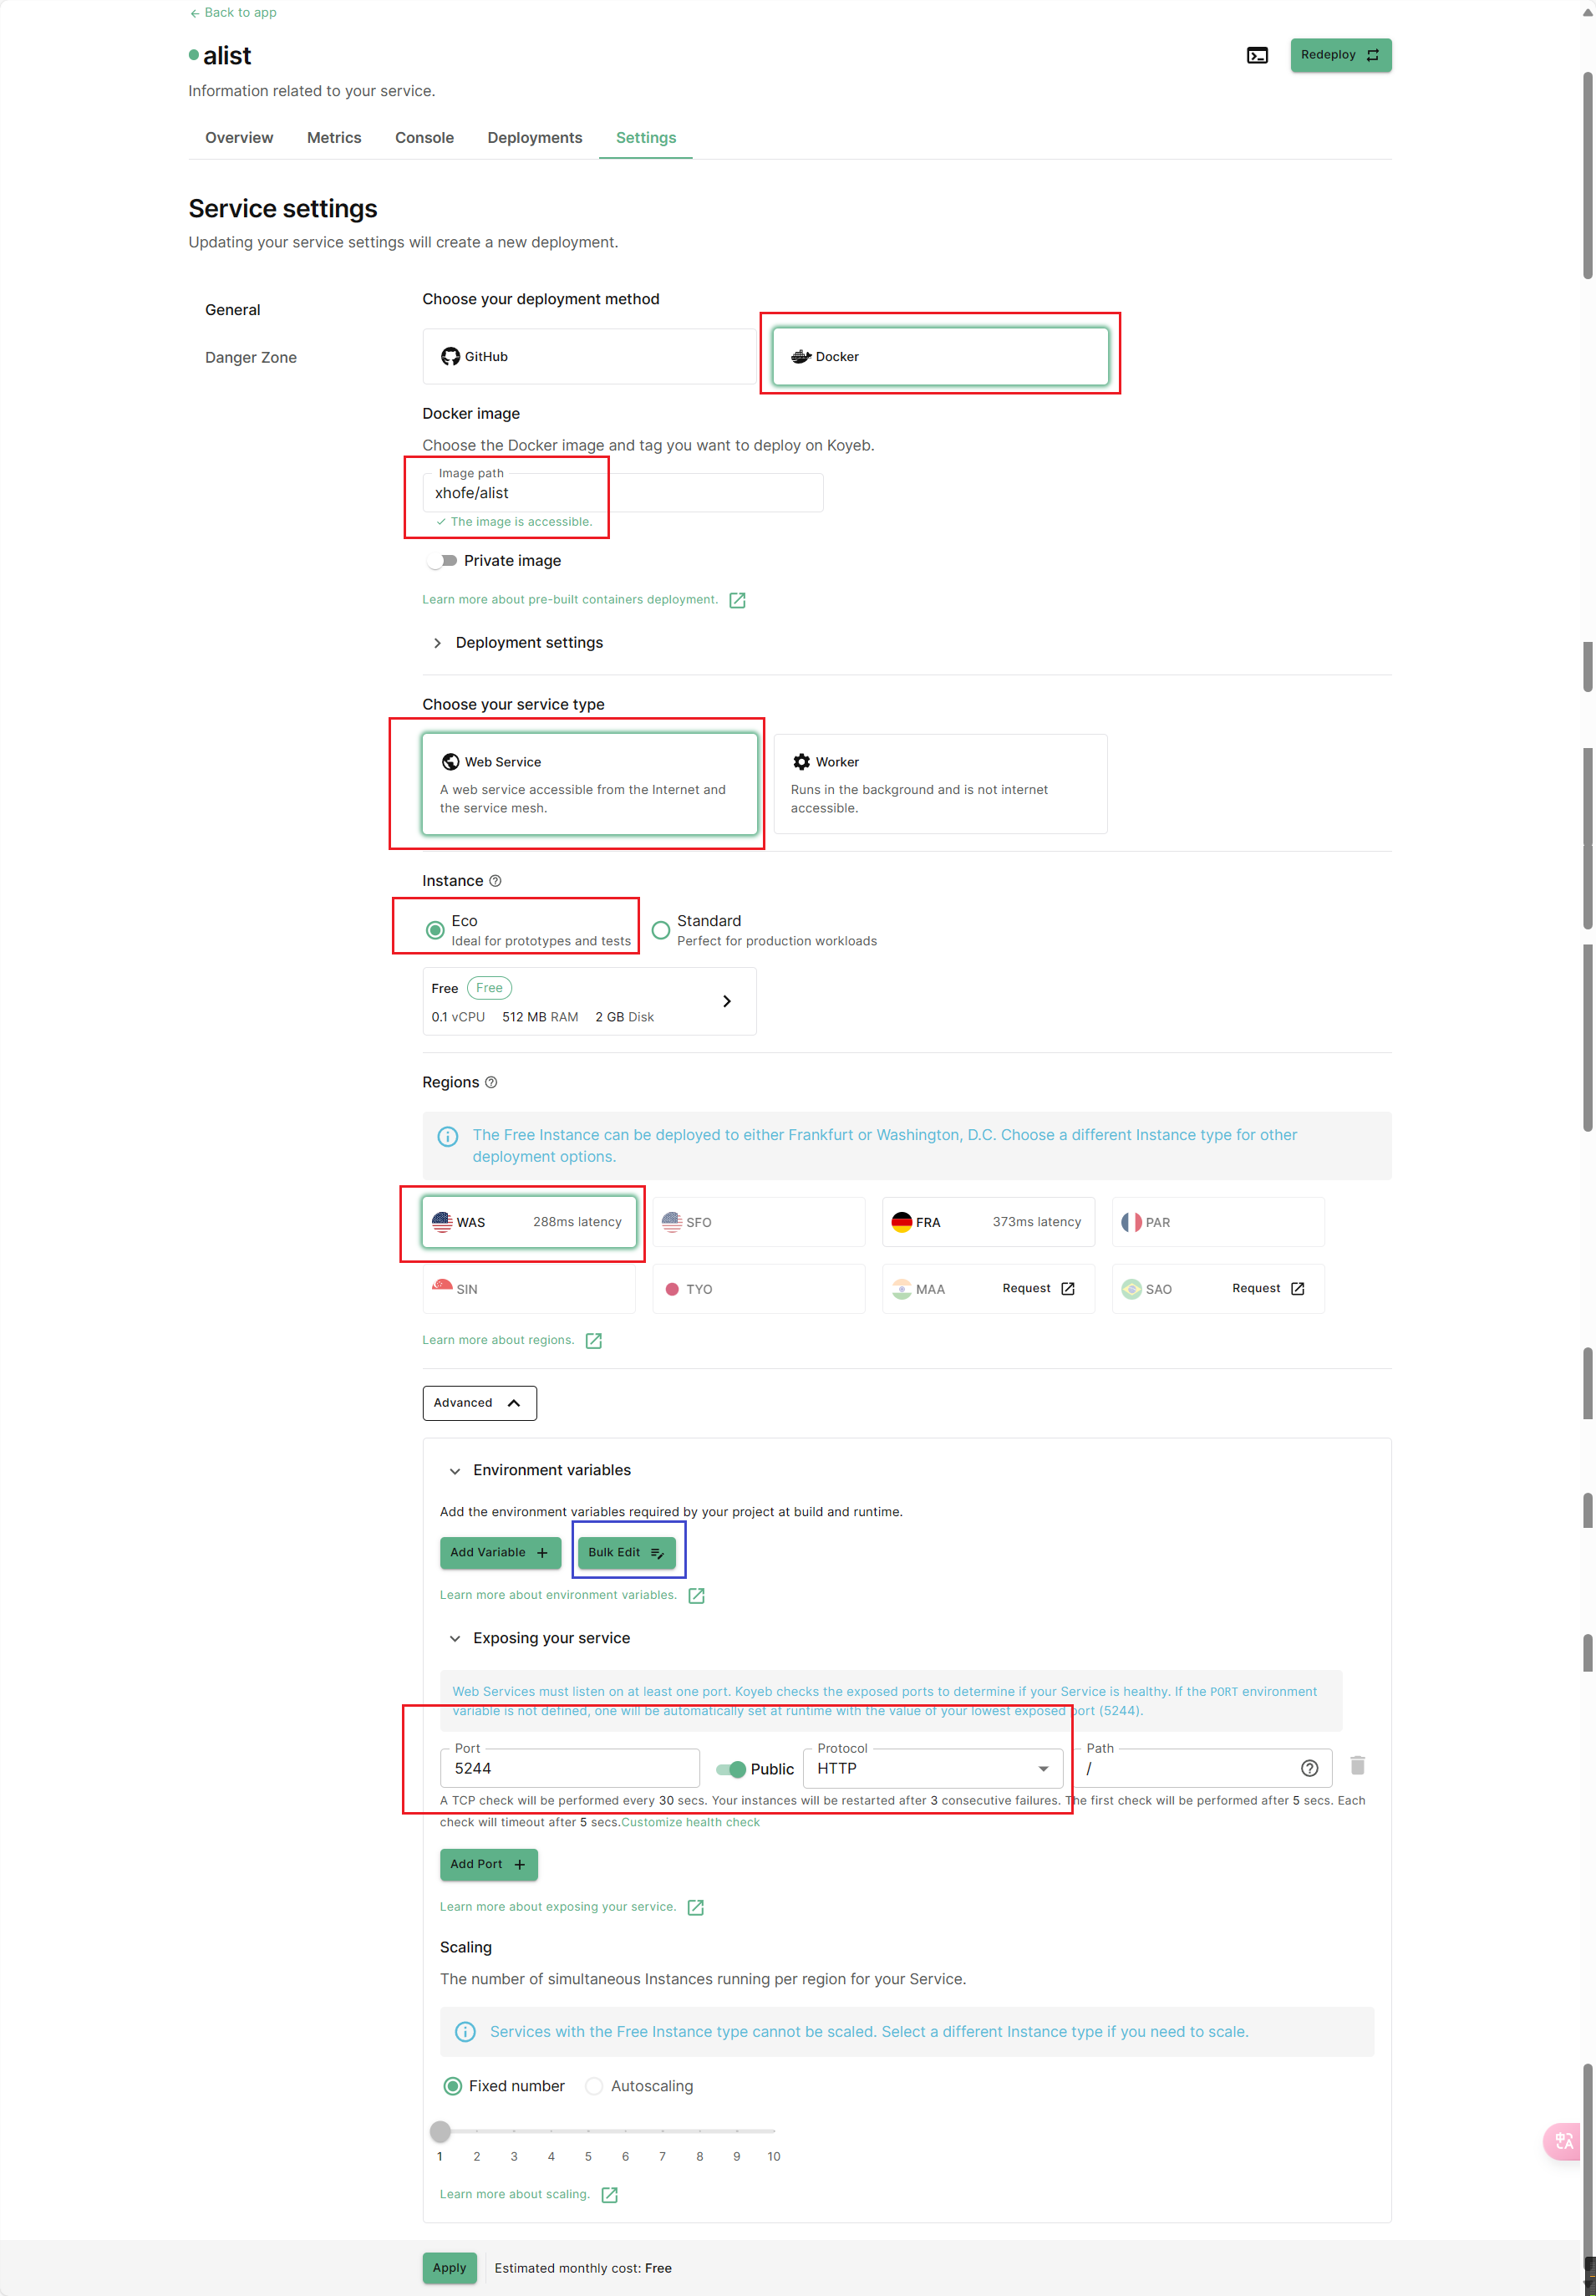 ← Back to app
alist
Redeploy
Information related to your service.
Overview Metrics Console Deployments Settings
Service settings
Updating your service settings will create a new deployment.
General
Danger Zone
Choose your deployment method
GitHub
Docker
Docker image
Choose the Docker image and tag you want to deploy on Koyeb.
Image path
xhofe/alist
✓ The image is accessible.
Private image
Learn more about pre-built containers deployment.
Deployment settings
Choose your service type
Web Service
A web service accessible from the Internet and
the service mesh.
Worker
Runs in the background and is not internet
accessible.
Instance
Eco
Ideal for prototypes and tests
Standard
Perfect for production workloads
Free Free
0.1 vCPU 512 MB RAM 2 GB Disk
Regions
The Free Instance can be deployed to either Frankfurt or Washington, D.C. Choose a different Instance type for other
deployment options.
WAS 288ms latency
SFO
FRA 373ms latency
PAR
SIN
TYO
MAA Request
SAO Request
Learn more about regions.
Advanced
Environment variables
Add the environment variables required by your project at build and runtime.
Add Variable +
Bulk Edit
Learn more about environment variables.
Exposing your service
Web Services must listen on at least one port. Koyeb checks the exposed ports to determine if your Service is healthy. If the PORT environment
variable is not defined, one will be automatically set at runtime with the value of your lowest exposed port (5244).
Port
5244
Public
Protocol
HTTP
Path
/
A TCP check will be performed every 30 secs. Your instances will be restarted after 3 consecutive failures. The first check will be performed after 5 secs. Each
check will timeout after 5 secs.Customize health check
Add Port +
Learn more about exposing your service.
Scaling
The number of simultaneous Instances running per region for your Service.
Services with the Free Instance type cannot be scaled. Select a different Instance type if you need to scale.
Fixed number
Autoscaling
1 2 3 4 5 6 7 8 9 10
Learn more about scaling.
中A
Apply
Estimated monthly cost: Free